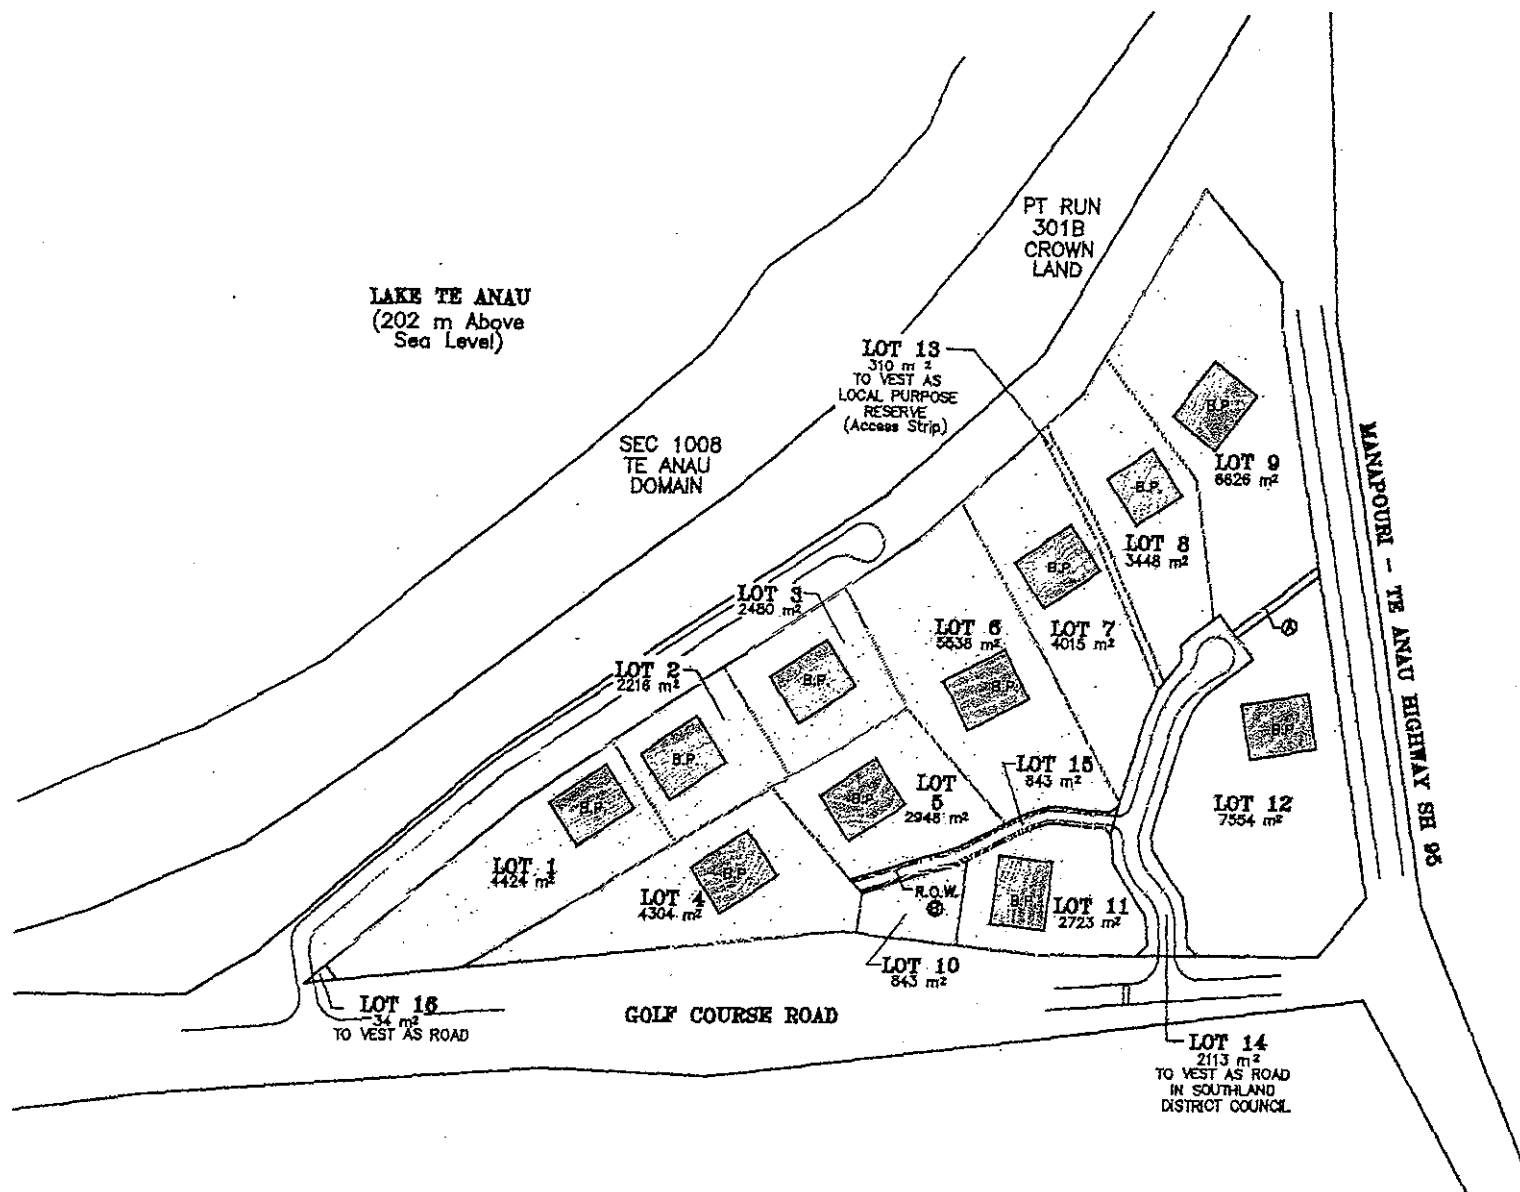 PT RUN
301B
CROWN
LAND
LAKE TE ANAU
(202 m Above
Sea Level)
LOT 13
310 m²
TO VEST AS
LOCAL PURPOSE
RESERVE
(Access Strip)
SEC 1008
TE ANAU
DOMAIN
B.P.
LOT 9
6626 m²
B.P.
LOT 8
3448 m²
MANAPOURI - TE ANAU HIGHWAY SH 95
B.P.
LOT 7
4015 m²
LOT 3
2480 m²
B.P.
LOT 6
5538 m²
B.P.
A
LOT 2
2216 m²
B.P.
B.P.
LOT 12
7554 m²
LOT 15
843 m²
B.P.
LOT
5
2948 m²
B.P.
LOT 1
4424 m²
B.P.
LOT 4
4304 m²
R.O.W.
B.P.
LOT 11
2723 m²
LOT 10
843 m²
LOT 16
34 m²
TO VEST AS ROAD
GOLF COURSE ROAD
LOT 14
2113 m²
TO VEST AS ROAD
IN SOUTHLAND
DISTRICT COUNCIL